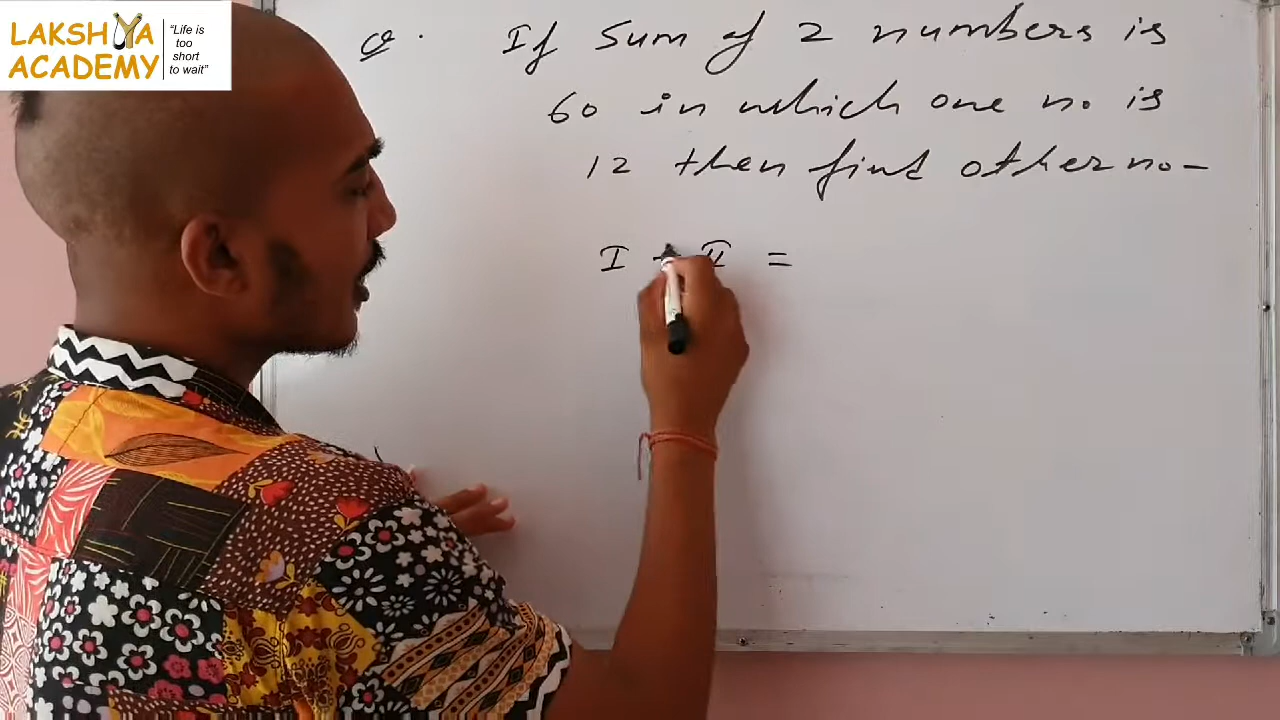 LAKSHYA
ACADEMY
“Life is
too
short
to wait”
Q. If Sum of 2 numbers is
60 in which one no. is
12 then find other no-
I + II =